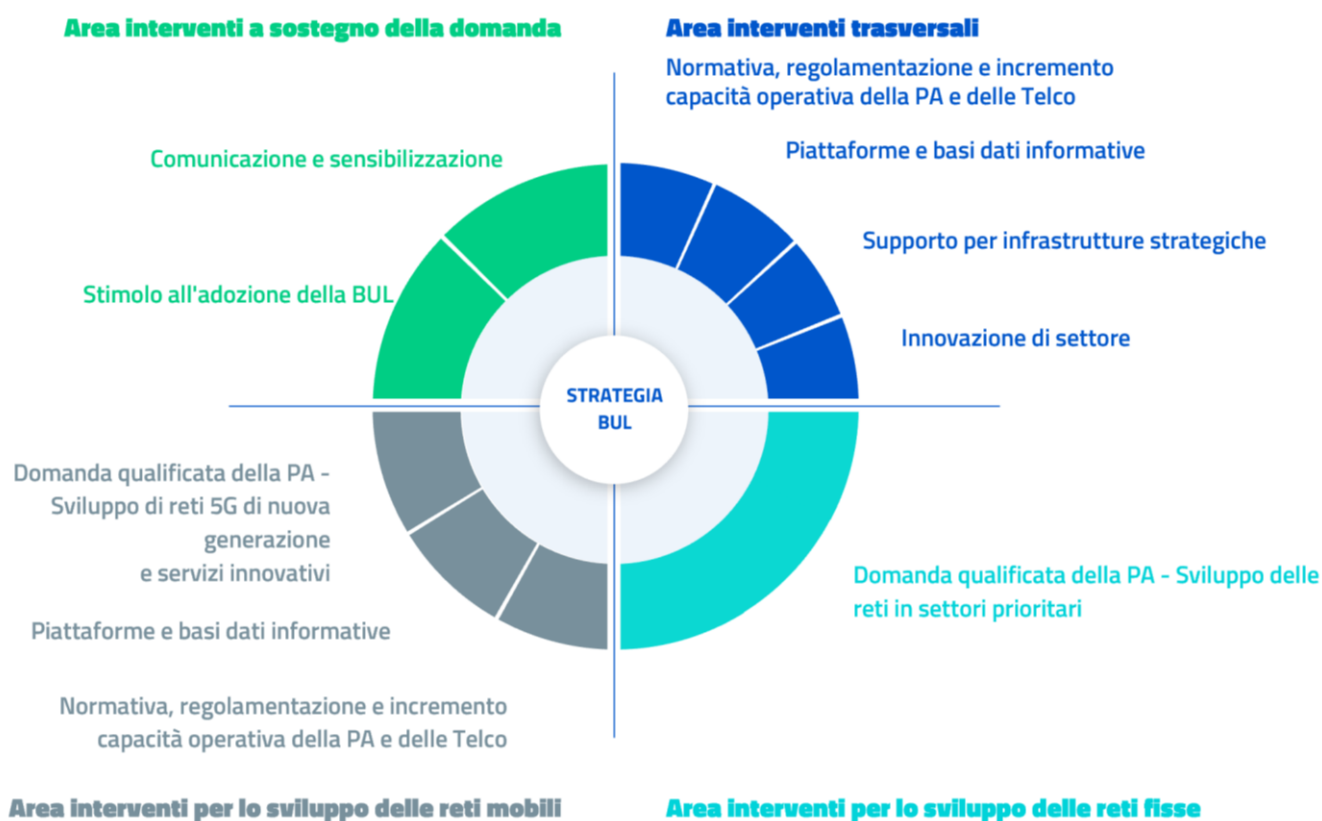 Area interventi a sostegno della domanda
Comunicazione e sensibilizzazione
Stimolo all'adozione della BUL
Area interventi trasversali
Normativa, regolamentazione e incremento
capacità operativa della PA e delle Telco
Piattaforme e basi dati informative
Supporto per infrastrutture strategiche
Innovazione di settore
STRATEGIA
BUL
Domanda qualificata della PA -
Sviluppo di reti 5G di nuova
generazione
e servizi innovativi
Piattaforme e basi dati informative
Normativa, regolamentazione e incremento
capacità operativa della PA e delle Telco
Area interventi per lo sviluppo delle reti mobili
Domanda qualificata della PA - Sviluppo delle
reti in settori prioritari
Area interventi per lo sviluppo delle reti fisse